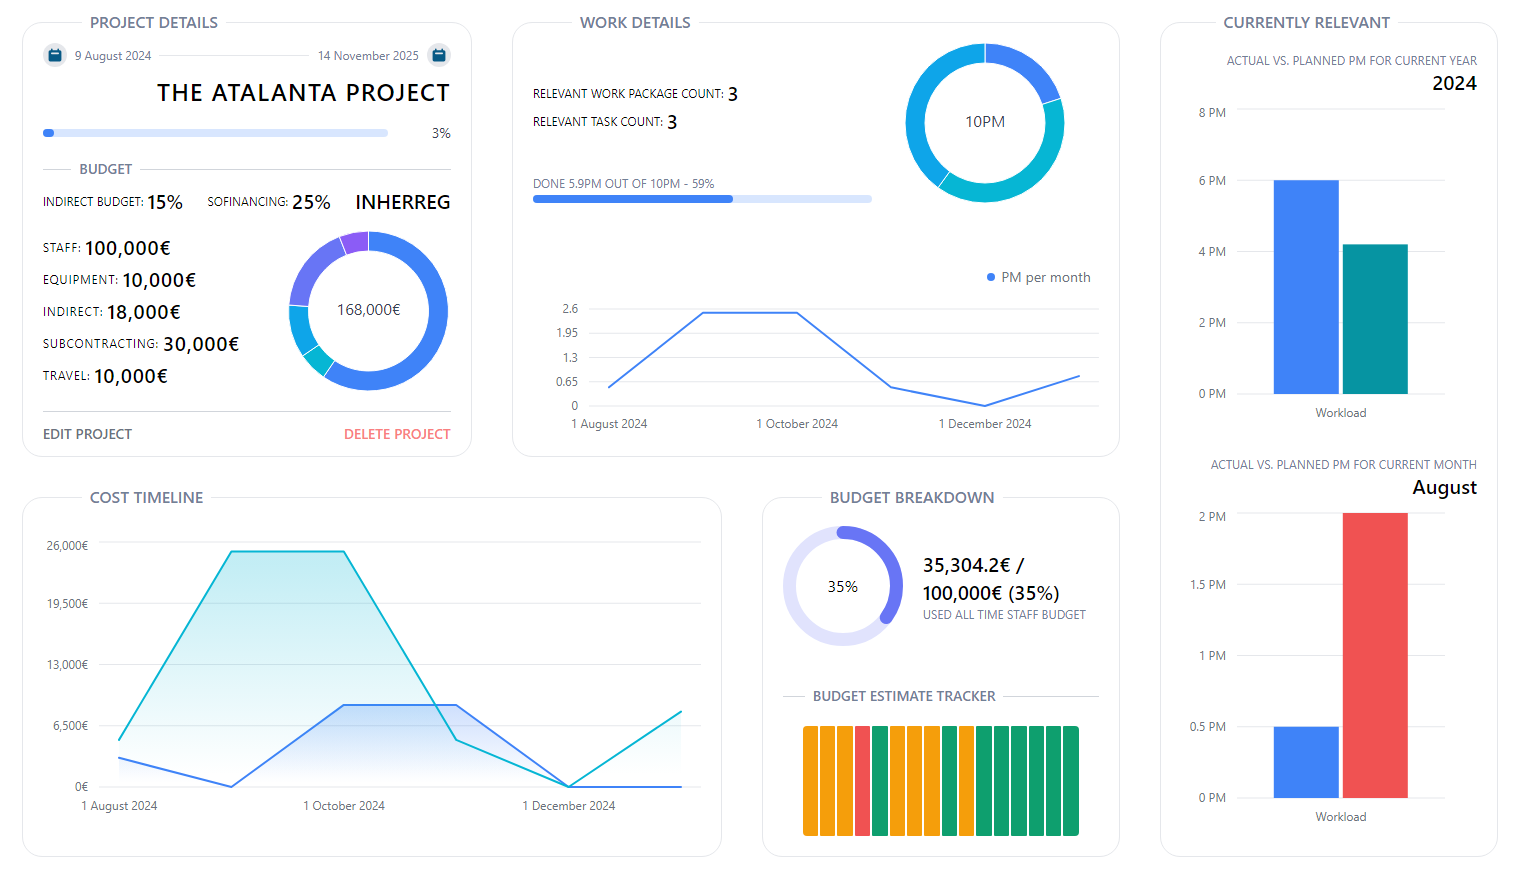 PROJECT DETAILS
9 August 2024
14 November 2025
THE ATALANTA PROJECT
3%
BUDGET
INDIRECT BUDGET: 15%
SOFINANCING: 25%
INHERREG
STAFF: 100,000€
EQUIPMENT: 10,000€
INDIRECT: 18,000€
SUBCONTRACTING: 30,000€
TRAVEL: 10,000€
168,000€
EDIT PROJECT
DELETE PROJECT
WORK DETAILS
RELEVANT WORK PACKAGE COUNT: 3
RELEVANT TASK COUNT: 3
10PM
DONE 5.9PM OUT OF 10PM - 59%
PM per month
2.6
1.95
1.3
0.65
0
1 August 2024
1 October 2024
1 December 2024
CURRENTLY RELEVANT
ACTUAL VS. PLANNED PM FOR CURRENT YEAR
2024
8 PM
6 PM
4 PM
2 PM
0 PM
Workload
ACTUAL VS. PLANNED PM FOR CURRENT MONTH
August
2 PM
1.5 PM
1 PM
0.5 PM
0 PM
Workload
COST TIMELINE
26,000€
19,500€
13,000€
6,500€
0€
1 August 2024
1 October 2024
1 December 2024
BUDGET BREAKDOWN
35%
35,304.2€ /
100,000€ (35%)
USED ALL TIME STAFF BUDGET
BUDGET ESTIMATE TRACKER